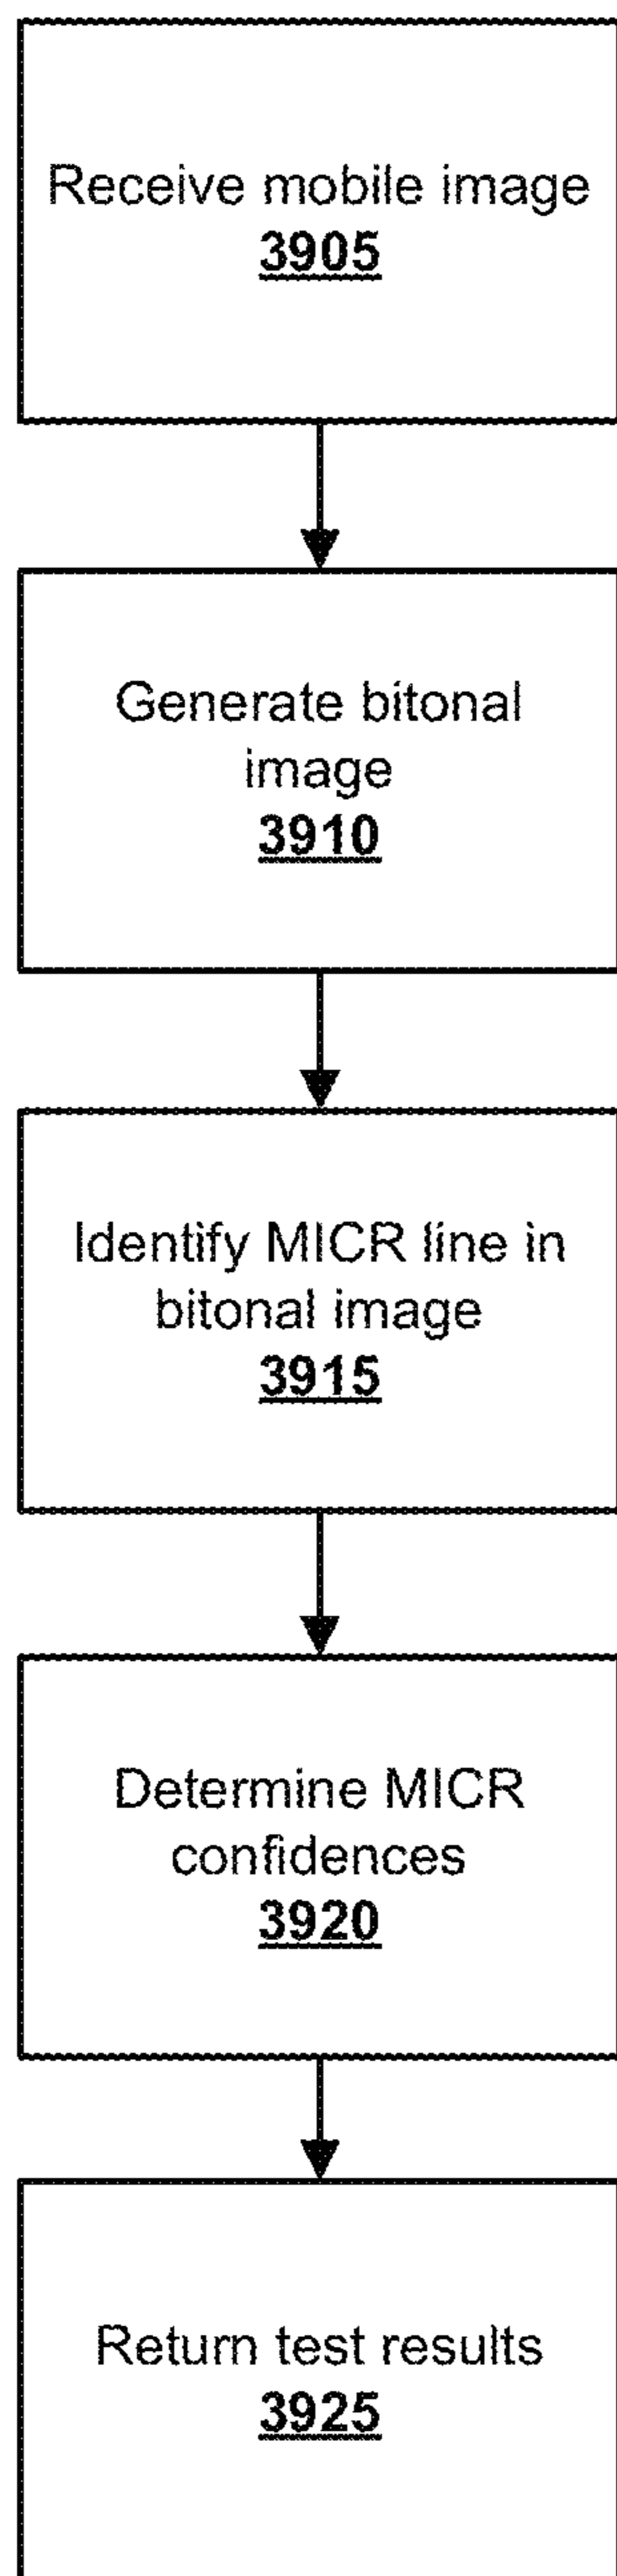 Receive mobile image
3905
Generate bitonal
image
3910
Identify MICR line in
bitonal image
3915
Determine MICR
confidences
3920
Return test results
3925